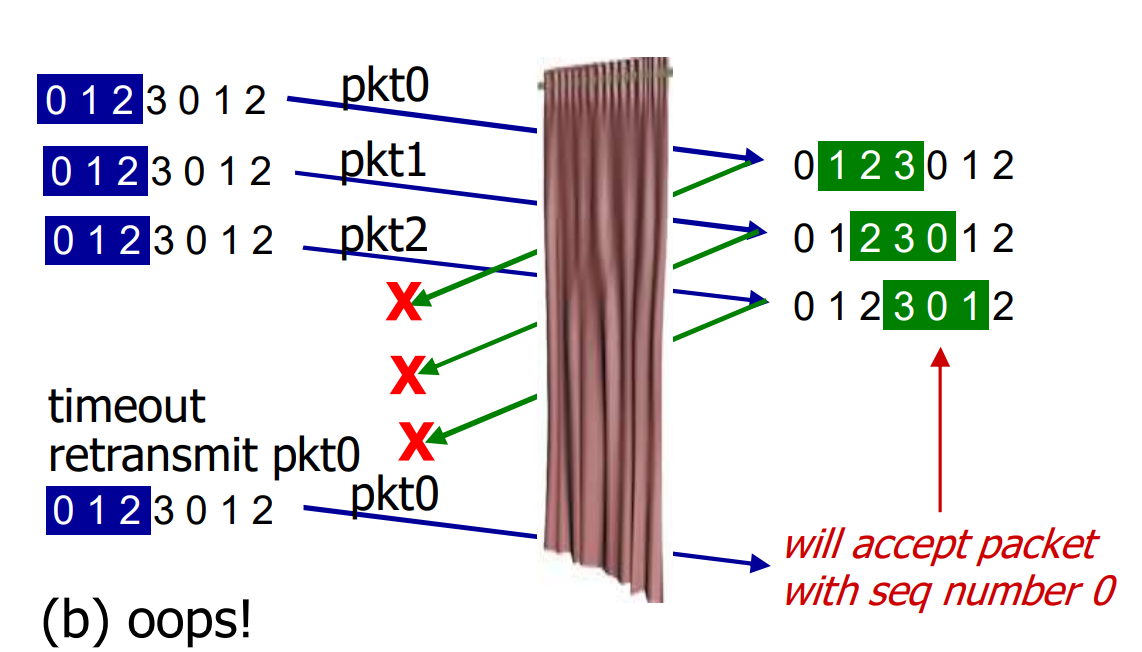 0 1 2 3 0 1 2 pkt0
0 1 2 3 0 1 2
0 1 2 3 0 1 2 pkt1
0 1 2 3 0 1 2 pkt2
0 1 2 3 0 1 2
X
0 1 2 3 0 1 2
X
timeout
X
retransmit pkt0
0 1 2 3 0 1 2 pkt0
will accept packet
with seq number 0
(b) oops!